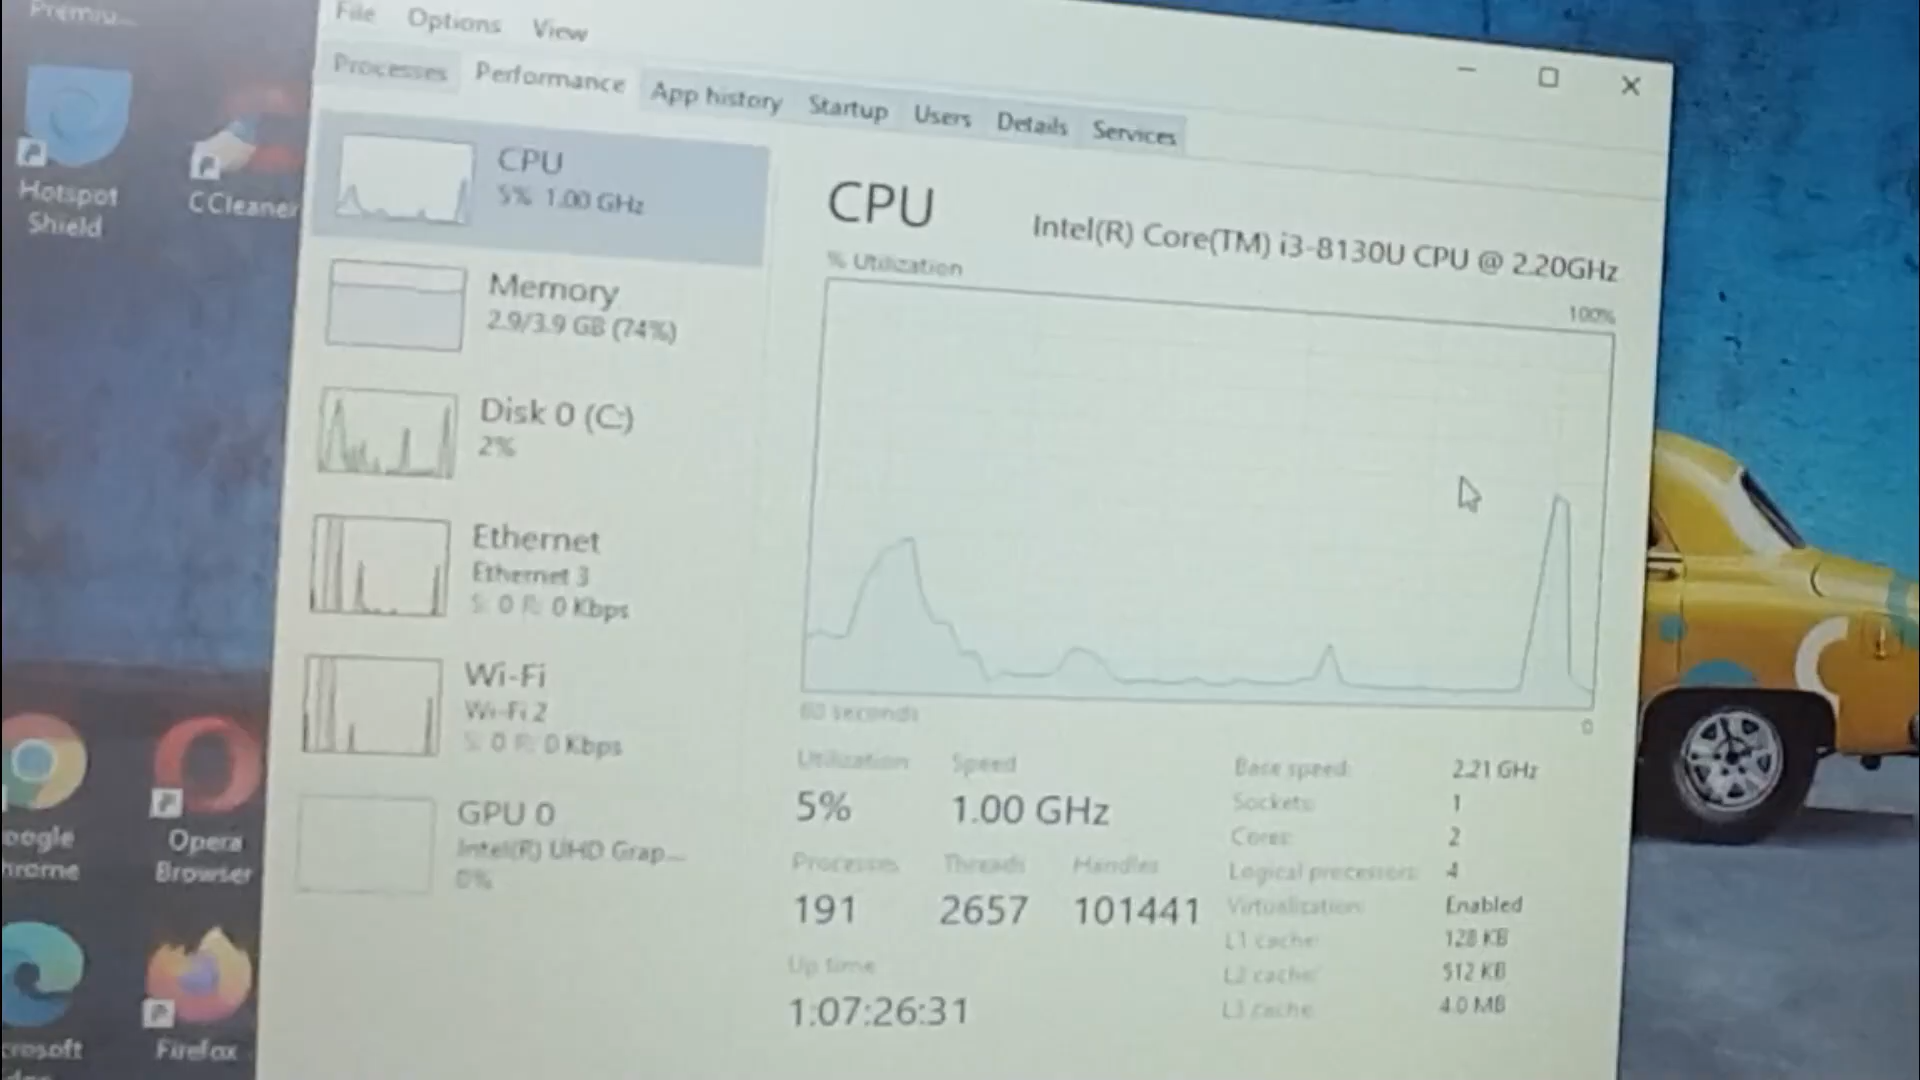 Premiu...
Hotspot
Shield
CCleaner
oogle
hrome
Opera
Browser
crosoft
Firefox
File Options View
Processes Performance App history Startup Users Details Services
CPU
5% 1.00 GHz
Memory
2.9/3.9 GB (74%)
Disk 0 (C:)
2%
Ethernet
Ethernet 3
S: 0 R: 0 Kbps
Wi-Fi
Wi-Fi 2
S: 0 R: 0 Kbps
GPU 0
Intel(R) UHD Grap...
0%
CPU
Intel(R) Core(TM) i3-8130U CPU @ 2.20GHz
% Utilization
100%
60 seconds
0
Utilization Speed
5% 1.00 GHz
Processes Threads Handles
191 2657 101441
Up time
1:07:26:31
Base speed: 2.21 GHz
Sockets: 1
Cores: 2
Logical processors: 4
Virtualization: Enabled
L1 cache: 128 KB
L2 cache: 512 KB
L3 cache: 4.0 MB